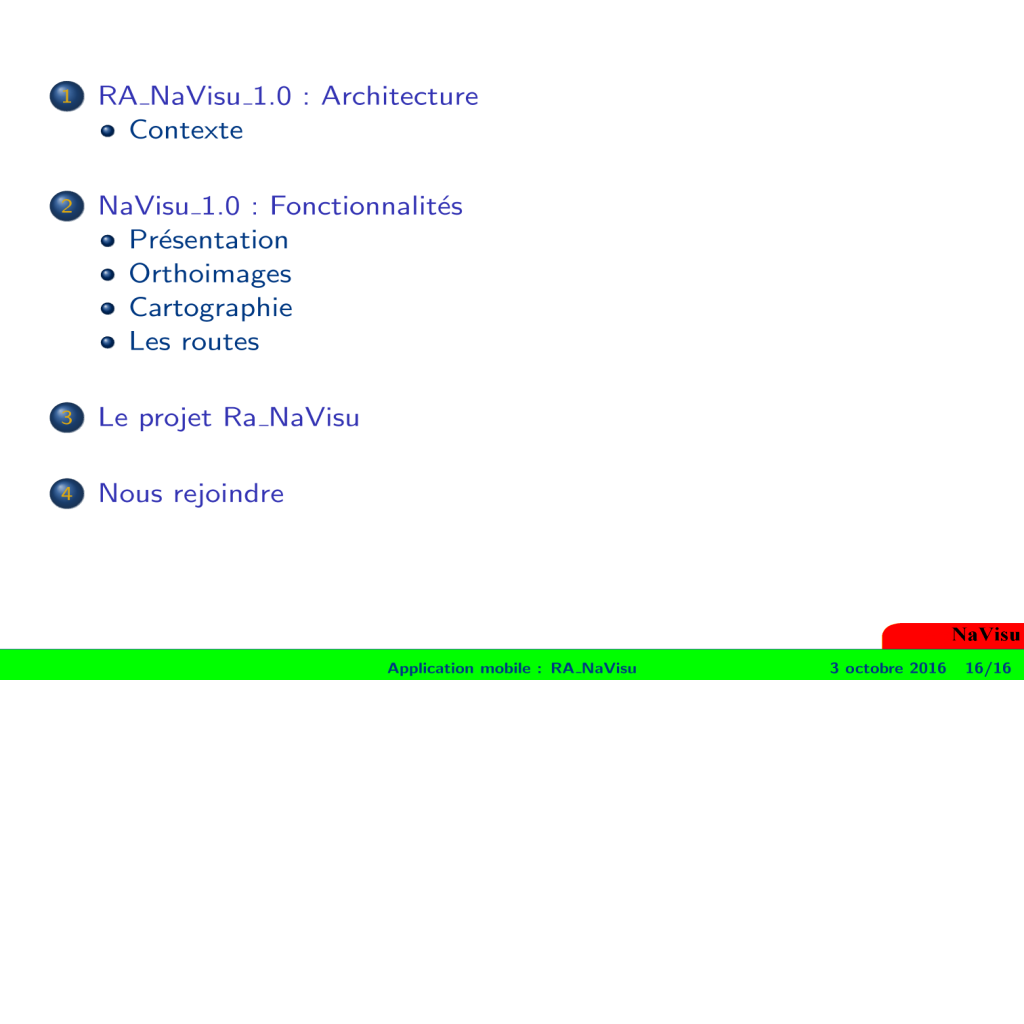 1 RA_NaVisu_1.0 : Architecture
Contexte
2 NaVisu_1.0 : Fonctionnalités
Présentation
Orthoimages
Cartographie
Les routes
3 Le projet Ra_NaVisu
4 Nous rejoindre
NaVisu
Application mobile : RA_NaVisu 3 octobre 2016 16/16